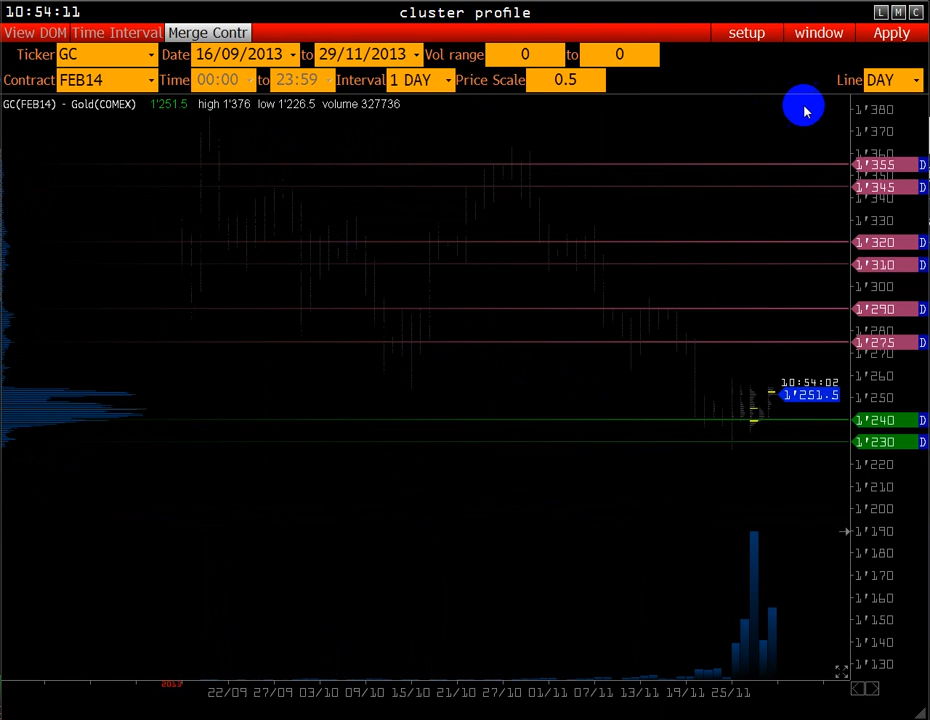 10:54:11 cluster profile L M C
View DOM Time Interval Merge Contr setup window Apply
Ticker GC Date 16/09/2013 to 29/11/2013 Vol range 0 to 0
Contract FEB14 Time 00:00 to 23:59 Interval 1 DAY Price Scale 0.5 Line DAY
GC(FEB14) - Gold(COMEX) 1'251.5 high 1'376 low 1'226.5 volume 327736
1'380
1'370
1'360
1'355 D
1'350
1'345 D
1'340
1'330
1'320 D
1'310 D
1'300
1'290 D
1'280
1'275 D
1'270
1'260
10:54:02
1'251.5
1'250
1'240 D
1'230 D
1'220
1'210
1'200
1'190
1'180
1'170
1'160
1'150
1'140
1'130
2013
22/09 27/09 03/10 09/10 15/10 21/10 27/10 01/11 07/11 13/11 19/11 25/11